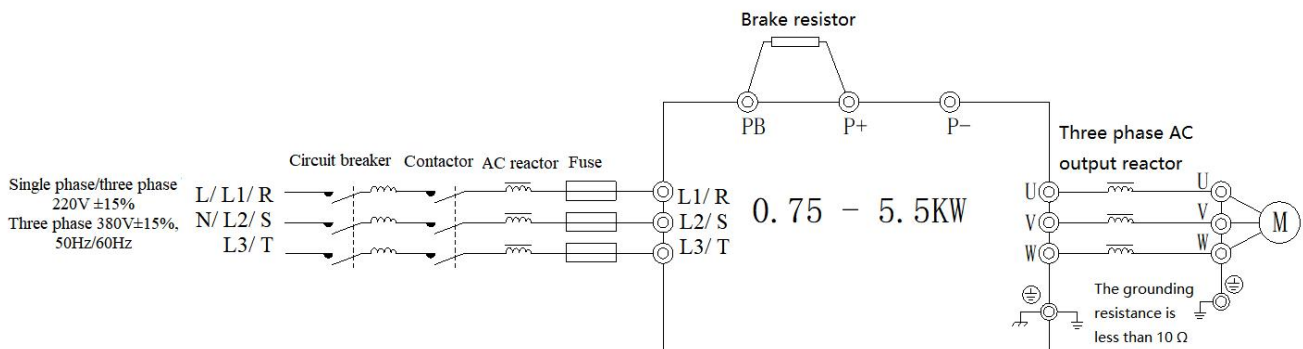 Brake resistor
PB P+ P-
Three phase AC
output reactor
Circuit breaker Contactor AC reactor Fuse
Single phase/three phase
220V ±15%
Three phase 380V±15%,
50Hz/60Hz
L/ L1/ R
N/ L2/ S
L3/ T
L1/ R
L2/ S
L3/ T
0.75 - 5.5KW
U
V
W
U
V
W
M
The grounding
resistance is
less than 10 Ω